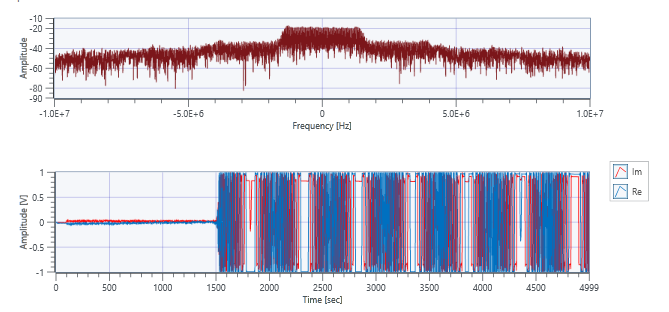 -10
-20
-40
-60
-80
-90
Amplitude
-1.0E+7 -5.0E+6 0 5.0E+6 1.0E+7
Frequency [Hz]
1
0.5
0
-0.5
-1
Amplitude [V]
0 500 1000 1500 2000 2500 3000 3500 4000 4500 4999
Time [sec]
Im
Re